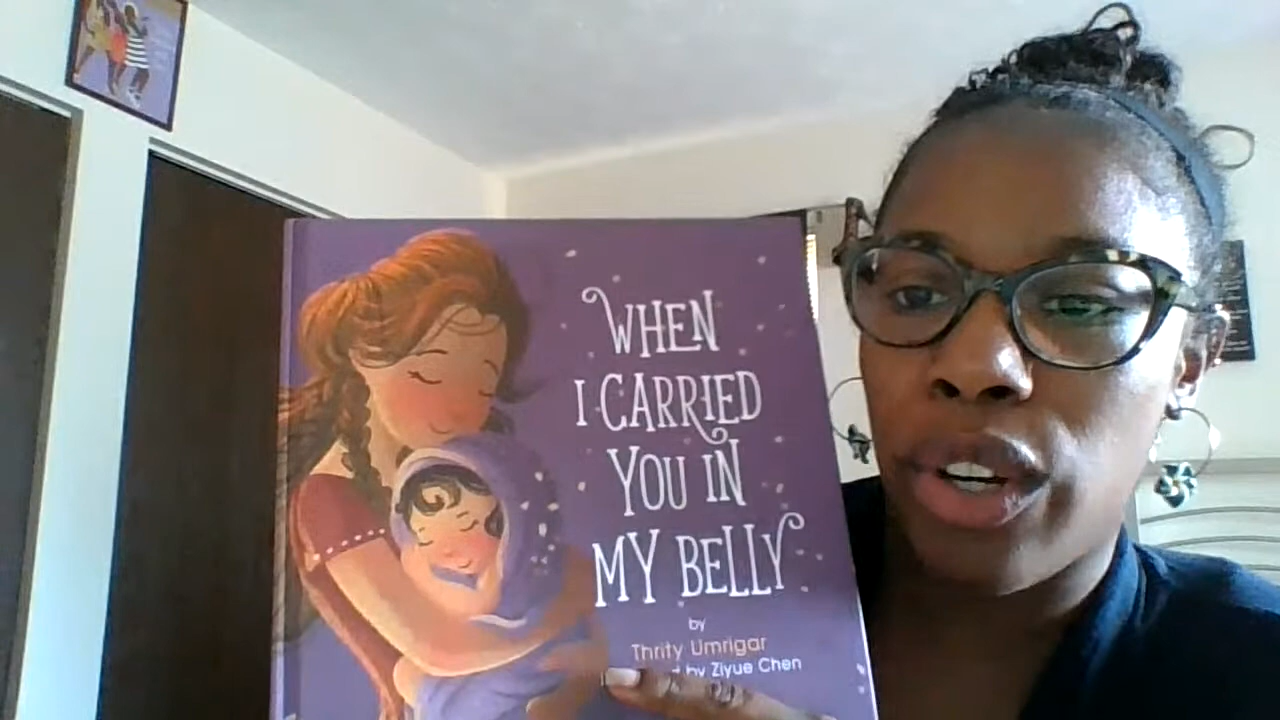 WHEN
I CARRIED
YOU IN
MY BELLY
by
Thrity Umrigar
by Ziyue Chen